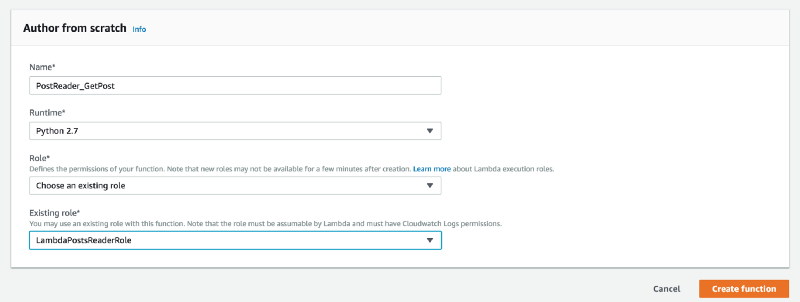 Author from scratch Info
Name*
PostReader_GetPost
Runtime*
Python 2.7
Role*
Defines the permissions of your function. Note that new roles may not be available for a few minutes after creation. Learn more about Lambda execution roles.
Choose an existing role
Existing role*
You may use an existing role with this function. Note that the role must be assumable by Lambda and must have Cloudwatch Logs permissions.
LambdaPostsReaderRole
Cancel Create function